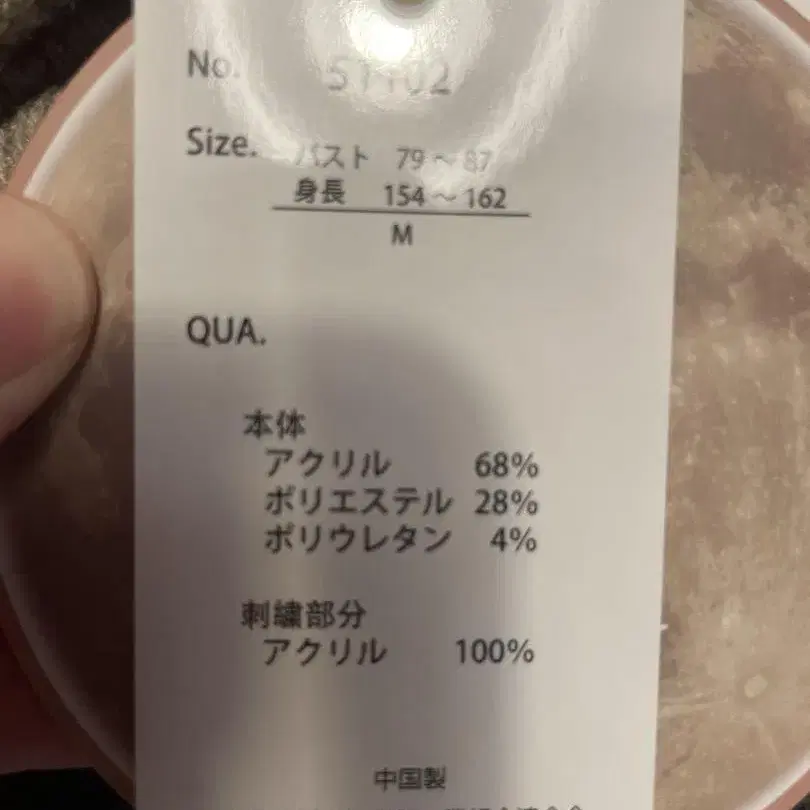 No. 51102
Size. バスト 79～87
身長 154～162
M
QUA.
本体
アクリル 68%
ポリエステル 28%
ポリウレタン 4%
刺繍部分
アクリル 100%
中国製